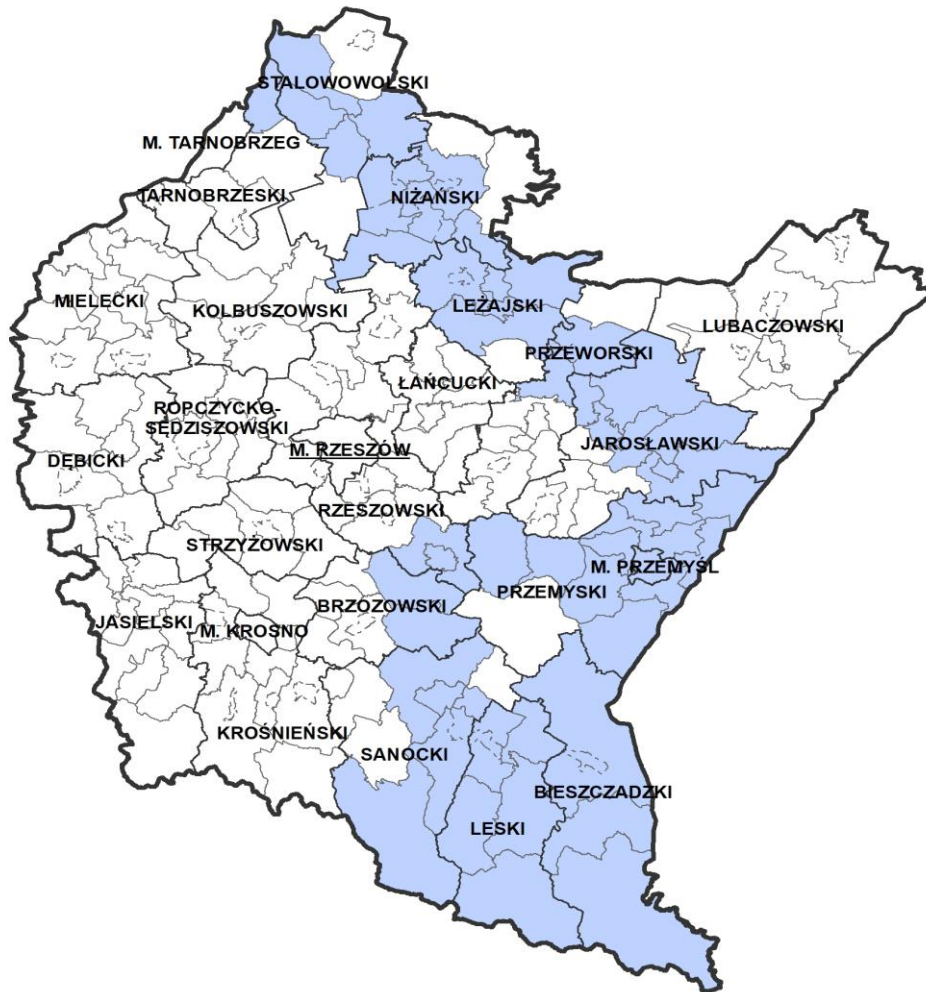 STALOWOWOLSKI
M. TARNOBRZEG
TARNOBRZESKI
NIŻAŃSKI
MIELECKI
KOLBUSZOWSKI
LEŻAJSKI
LUBACZOWSKI
PRZEWORSKI
ŁAŃCUCKI
ROPCZYCKO-
SĘDZISZOWSKI
JAROSŁAWSKI
M. RZESZÓW
DĘBICKI
RZESZOWSKI
STRZYŻOWSKI
M. PRZEMYŚL
PRZEMYSKI
BRZOZOWSKI
JASIELSKI
M. KROSNO
KROŚNIEŃSKI
SANOCKI
BIESZCZADZKI
LESKI